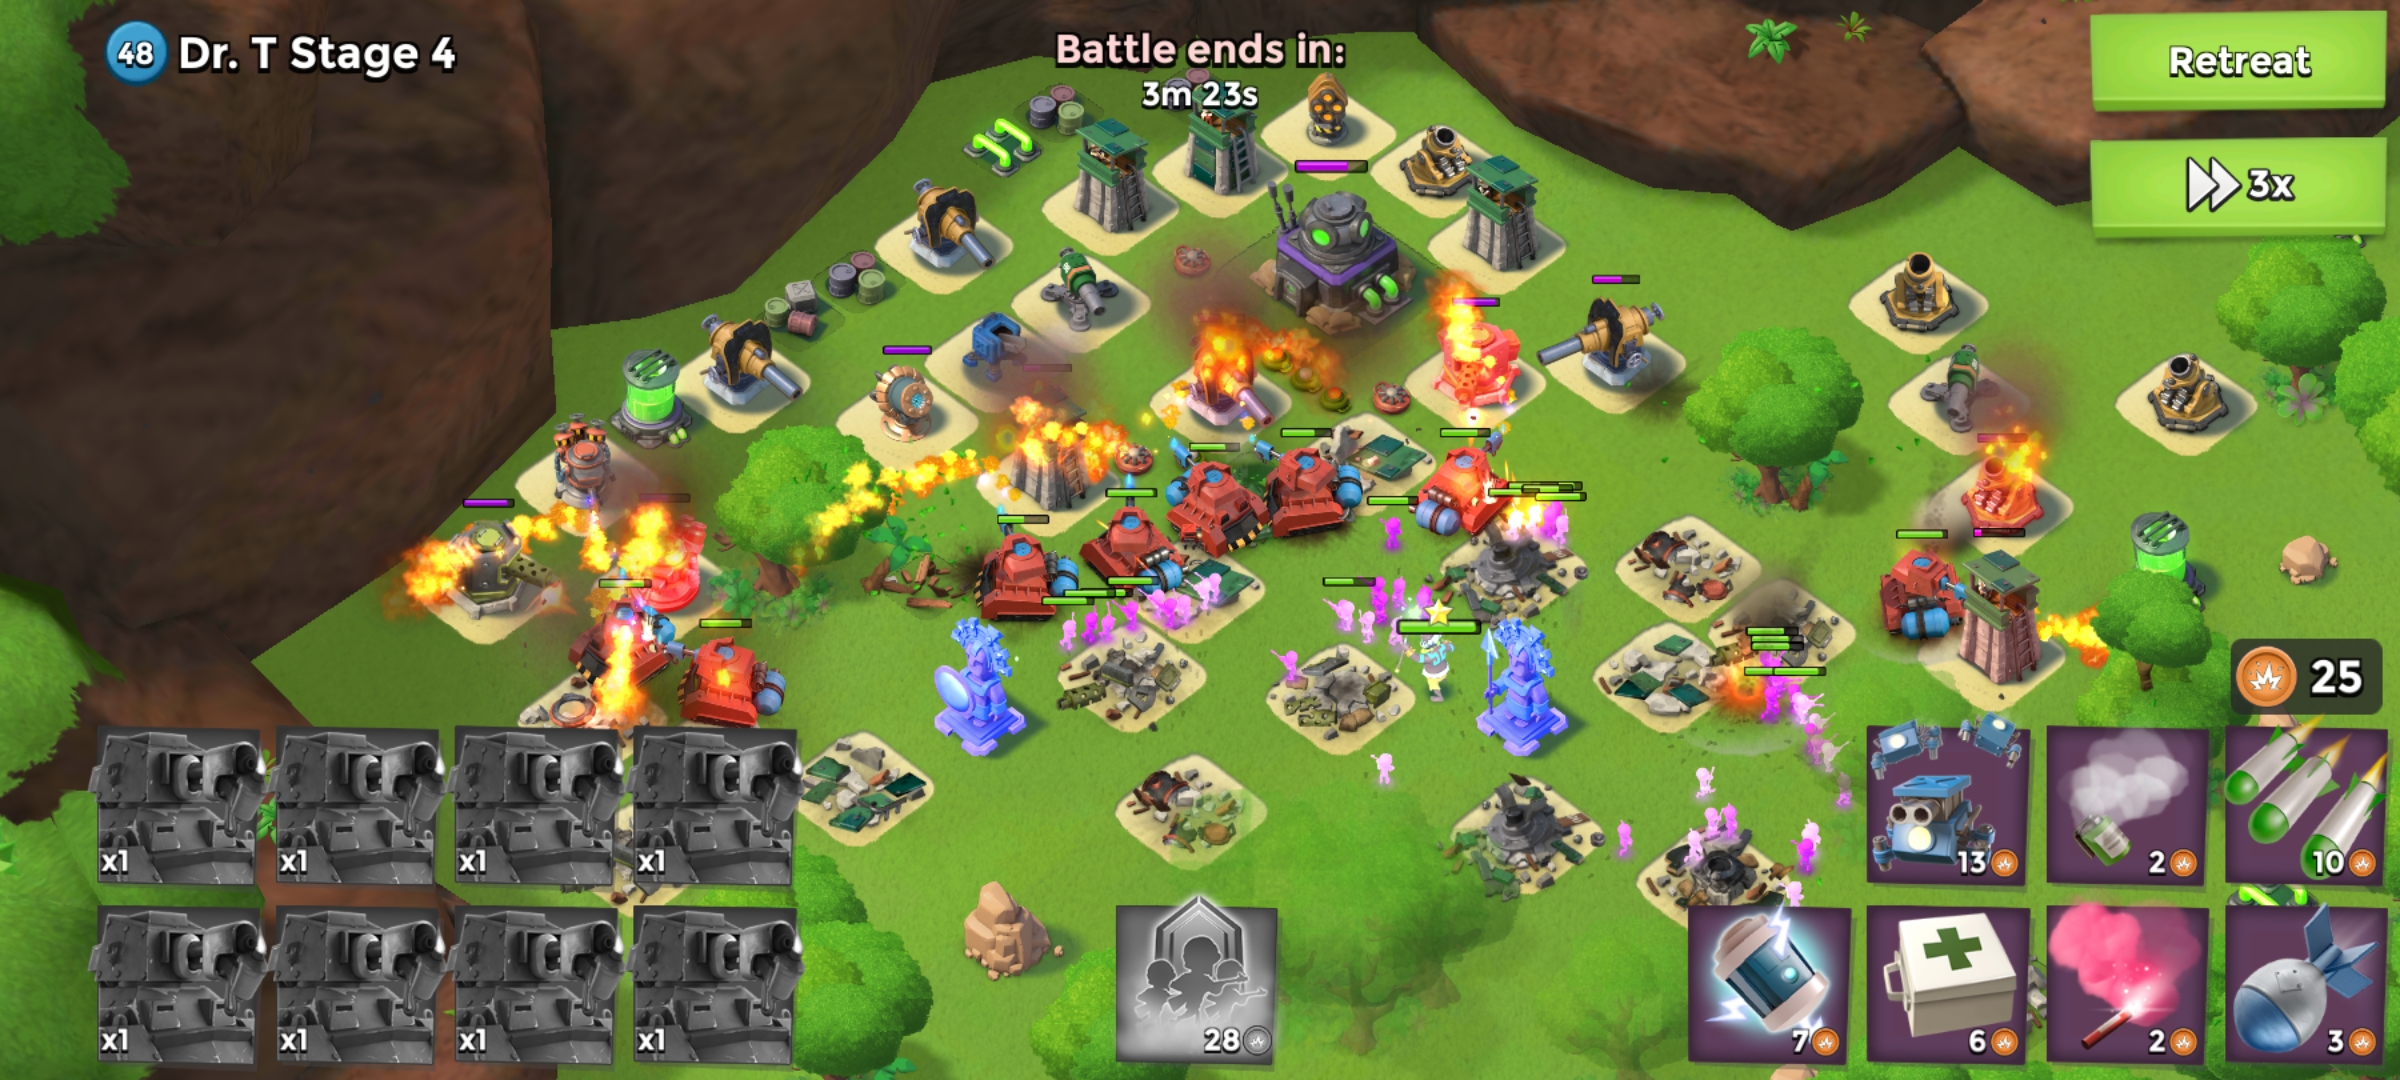 48 Dr. T Stage 4
Battle ends in:
3m 23s
Retreat
3x
25
x1 x1 x1 x1
13 2 10
x1 x1 x1 x1
28
7 6 2 3